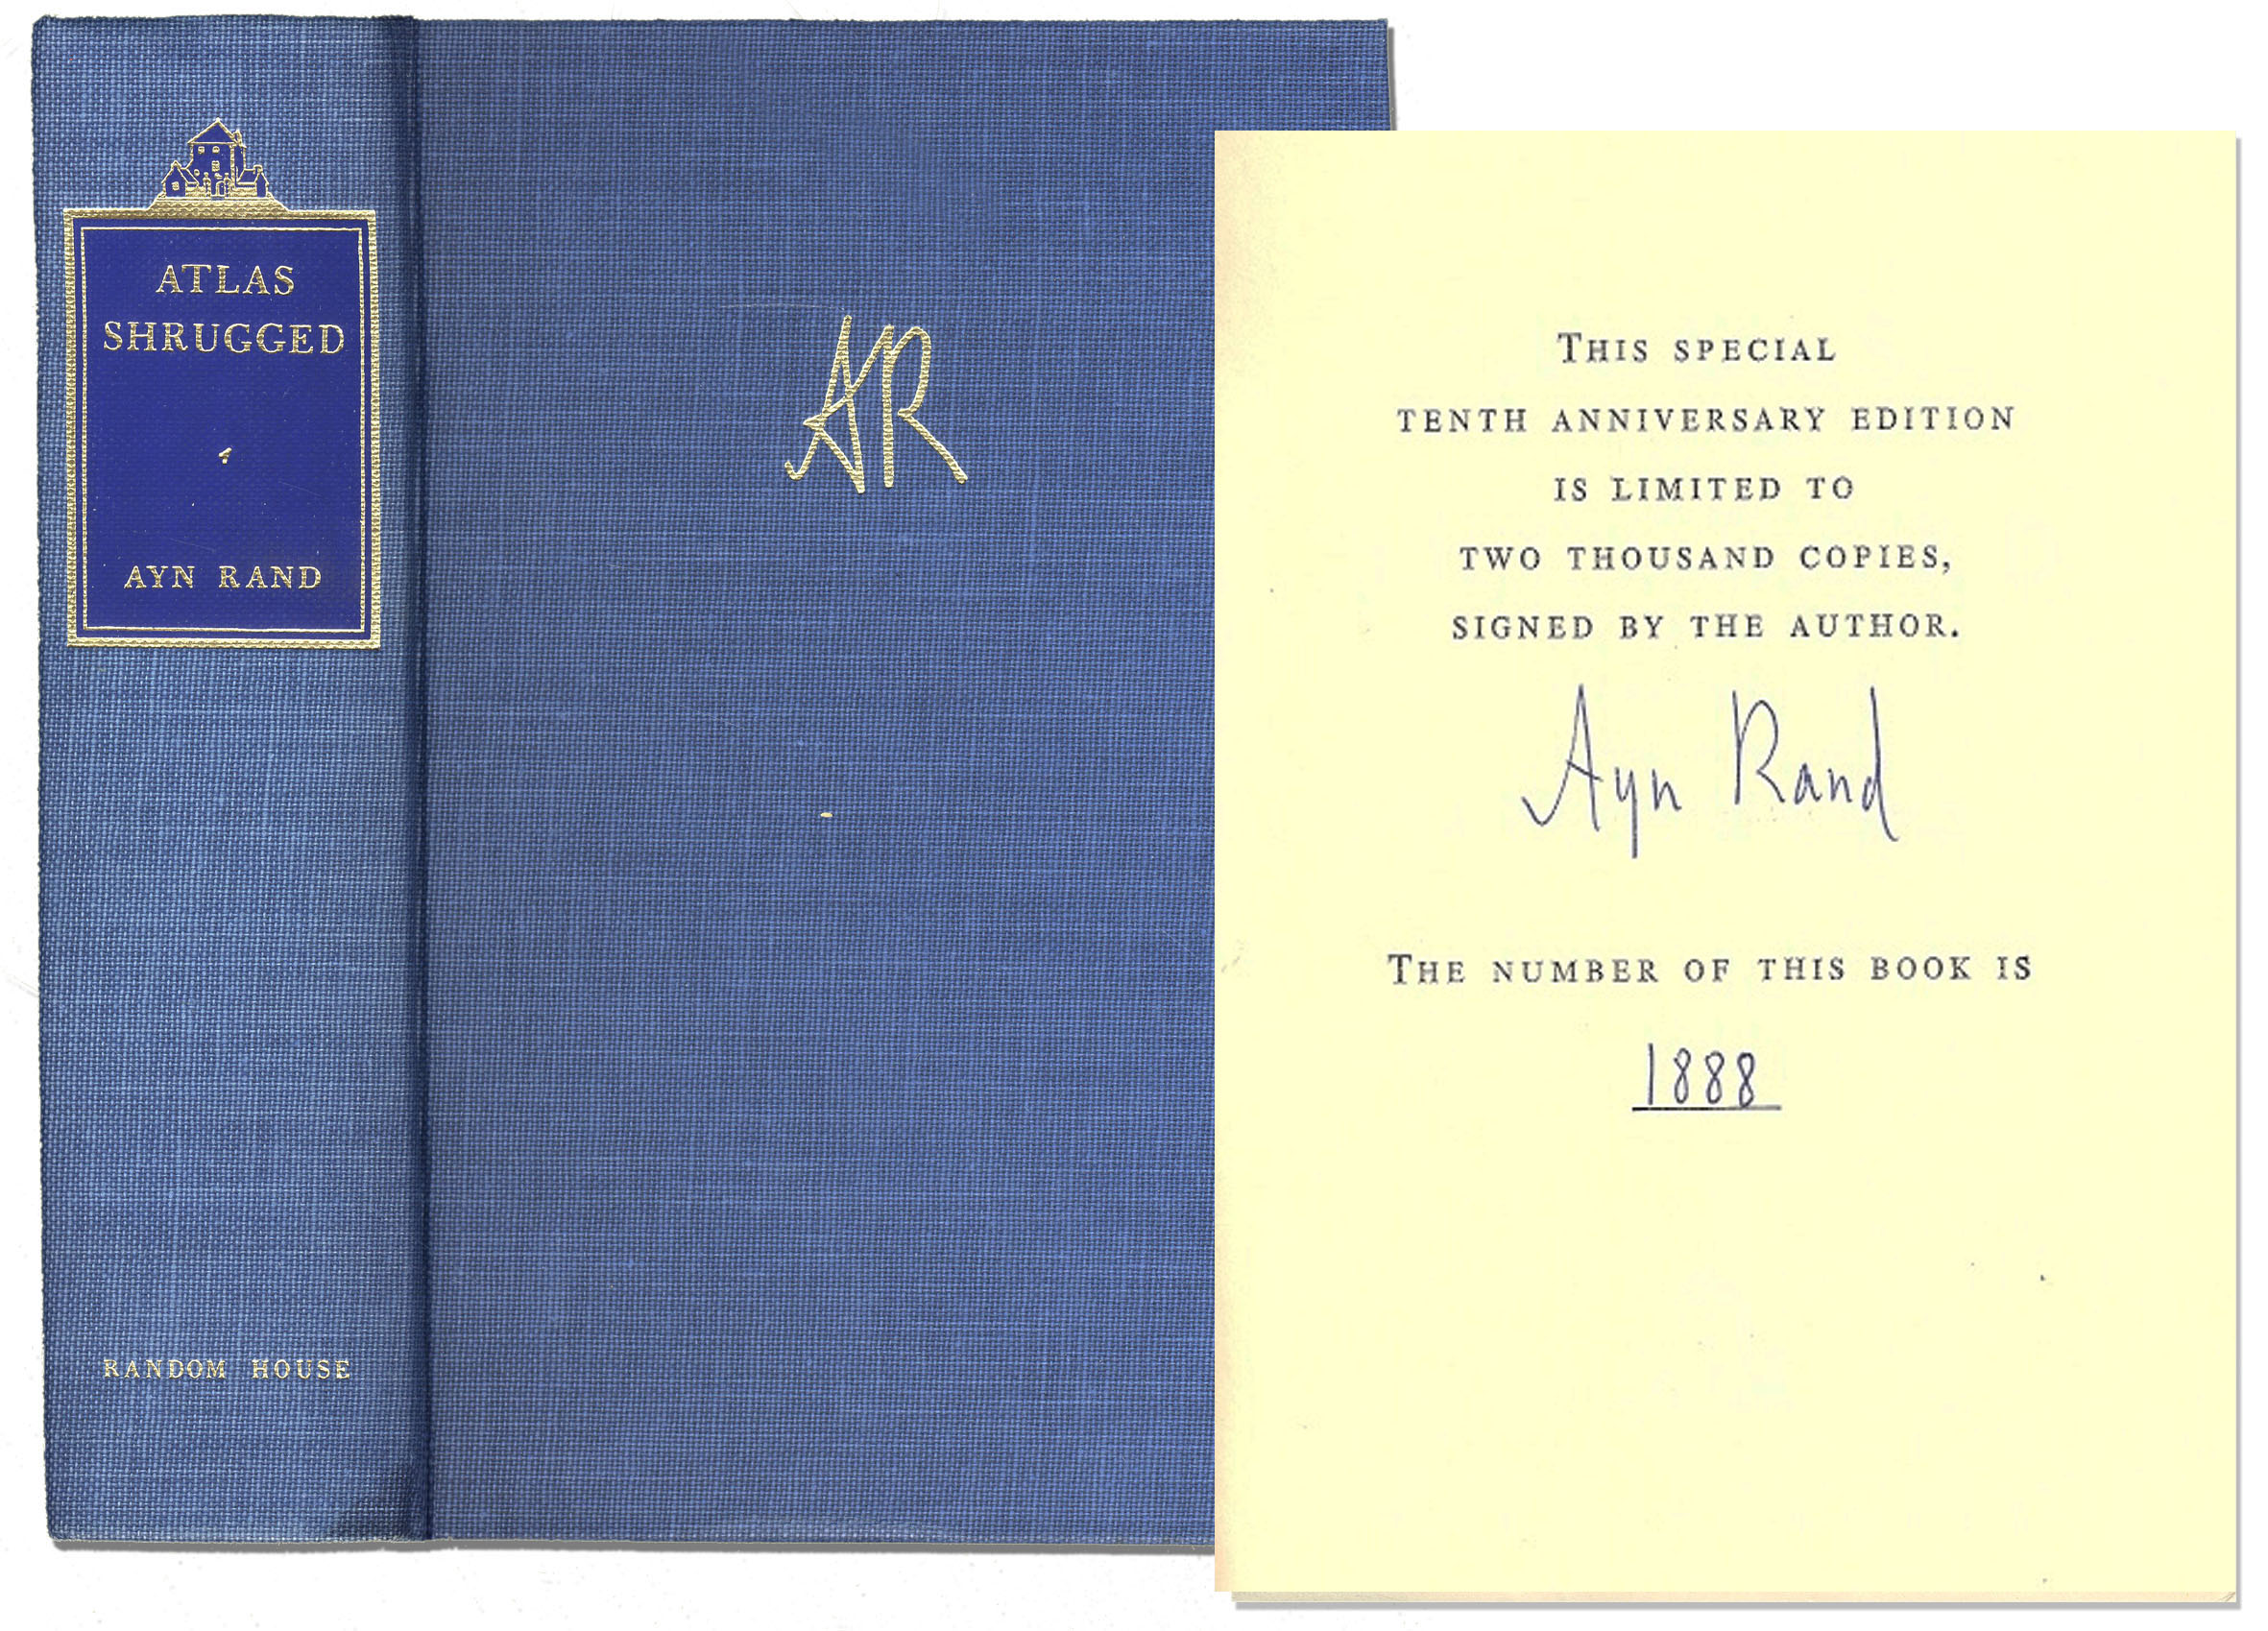 ATLAS
SHRUGGED
AYN RAND
RANDOM HOUSE
AR
THIS SPECIAL
TENTH ANNIVERSARY EDITION
IS LIMITED TO
TWO THOUSAND COPIES,
SIGNED BY THE AUTHOR.
Ayn Rand
THE NUMBER OF THIS BOOK IS
1888